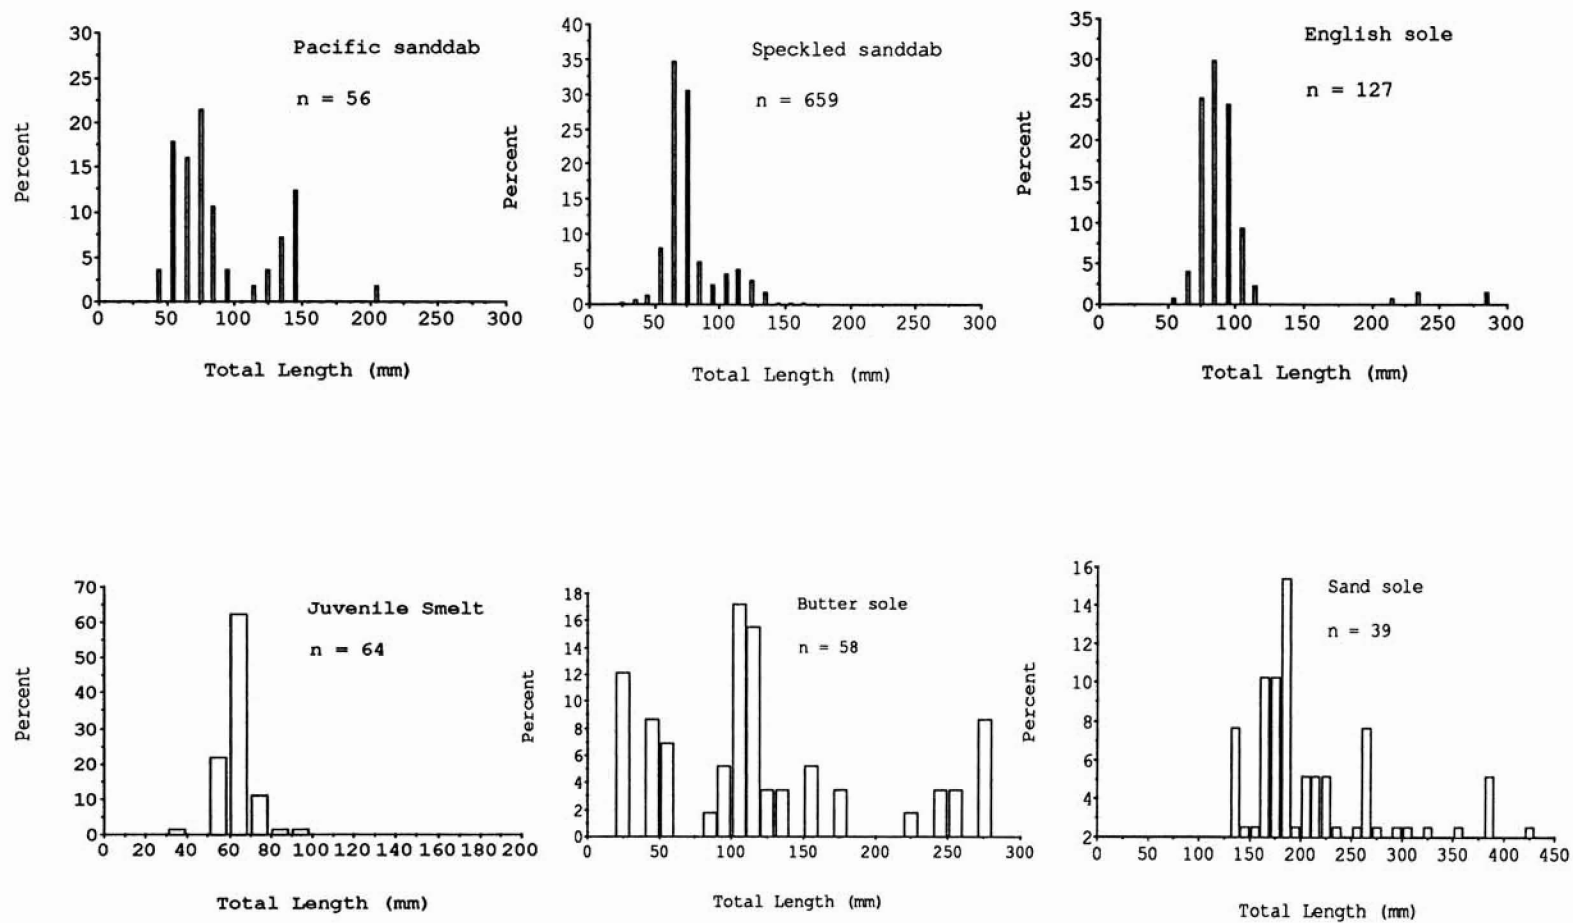 Pacific sanddab
n = 56
Percent
30
25
20
15
10
5
0
0 50 100 150 200 250 300
Total Length (mm)
Speckled sanddab
n = 659
Percent
40
35
30
25
20
15
10
5
0
0 50 100 150 200 250 300
Total Length (mm)
English sole
n = 127
Percent
35
30
25
20
15
10
5
0
0 50 100 150 200 250 300
Total Length (mm)
Juvenile Smelt
n = 64
Percent
70
60
50
40
30
20
10
0
0 20 40 60 80 100 120 140 160 180 200
Total Length (mm)
Butter sole
n = 58
Percent
18
16
14
12
10
8
6
4
2
0
0 50 100 150 200 250 300
Total Length (mm)
Sand sole
n = 39
Percent
16
14
12
10
8
6
4
2
0 50 100 150 200 250 300 350 400 450
Total Length (mm)